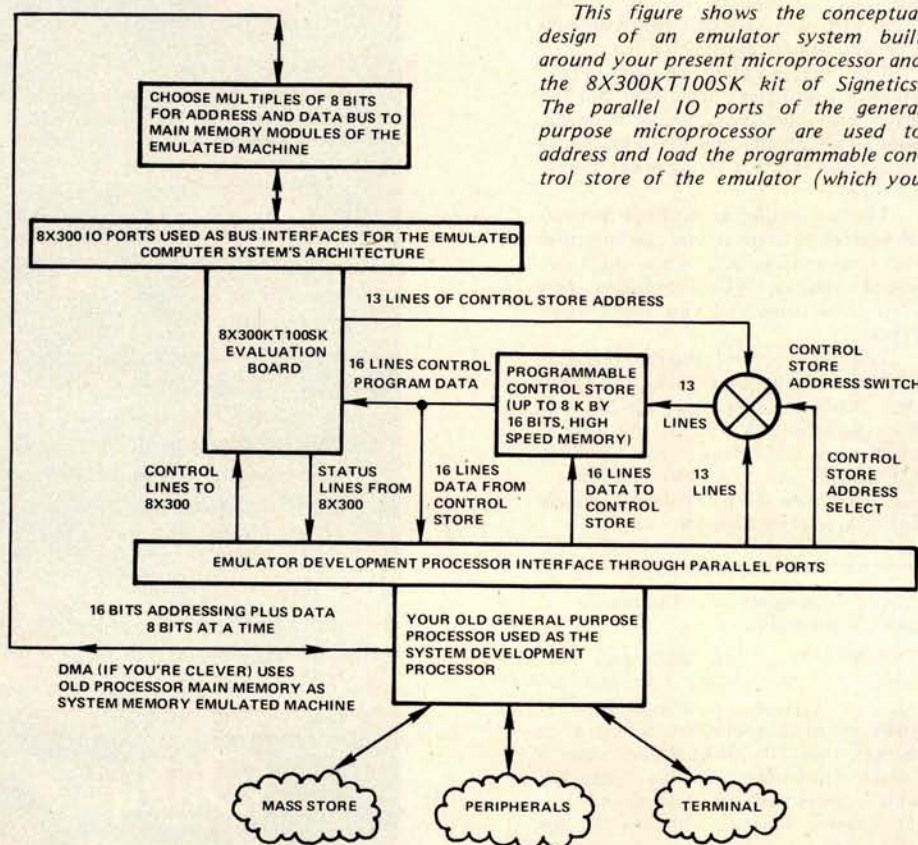 This figure shows the conceptual
design of an emulator system built
around your present microprocessor and
the 8X300KT100SK kit of Signetics.
The parallel IO ports of the general
purpose microprocessor are used to
address and load the programmable con-
trol store of the emulator (which you
CHOOSE MULTIPLES OF 8 BITS
FOR ADDRESS AND DATA BUS TO
MAIN MEMORY MODULES OF THE
EMULATED MACHINE
8X300 IO PORTS USED AS BUS INTERFACES FOR THE EMULATED
COMPUTER SYSTEM'S ARCHITECTURE
13 LINES OF CONTROL STORE ADDRESS
8X300KT100SK
EVALUATION
BOARD
16 LINES CONTROL
PROGRAM DATA
PROGRAMMABLE
CONTROL STORE
(UP TO 8 K BY
16 BITS, HIGH
SPEED MEMORY)
13
LINES
CONTROL
STORE
ADDRESS SWITCH
CONTROL
LINES TO
8X300
STATUS
LINES FROM
8X300
16 LINES
DATA FROM
CONTROL
STORE
16 LINES
DATA TO
CONTROL
STORE
13
LINES
CONTROL
STORE
ADDRESS
SELECT
EMULATOR DEVELOPMENT PROCESSOR INTERFACE THROUGH PARALLEL PORTS
16 BITS ADDRESSING PLUS DATA
8 BITS AT A TIME
DMA (IF YOU'RE CLEVER) USES
OLD PROCESSOR MAIN MEMORY AS
SYSTEM MEMORY EMULATED MACHINE
YOUR OLD GENERAL PURPOSE
PROCESSOR USED AS THE
SYSTEM DEVELOPMENT
PROCESSOR
MASS STORE
PERIPHERALS
TERMINAL